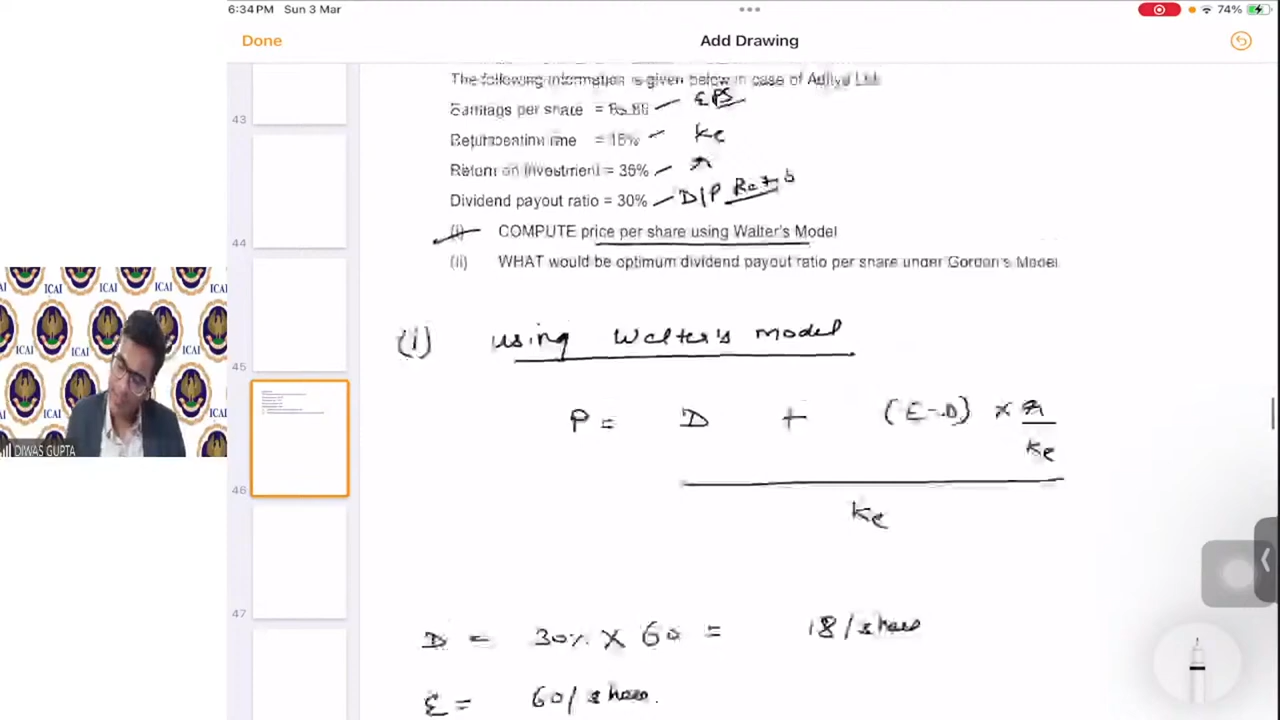 6:34 PM Sun 3 Mar
74%
Done
Add Drawing
The following information is given below in case of Aditya Ltd.
Earnings per share = EPS
= Ke
Return on Investment = r
Dividend payout ratio = 30% D/P Ratio
(i) COMPUTE price per share using Walter's Model
(ii) WHAT would be optimum dividend payout ratio per share under Gordon's Model
43
44
45
46
47
(i) using Walter's model
P = D + (E-D) × r
Ke
Ke
D = 30% × 60 = 18/share
E = 60/share.
ICAI
DIWAS GUPTA